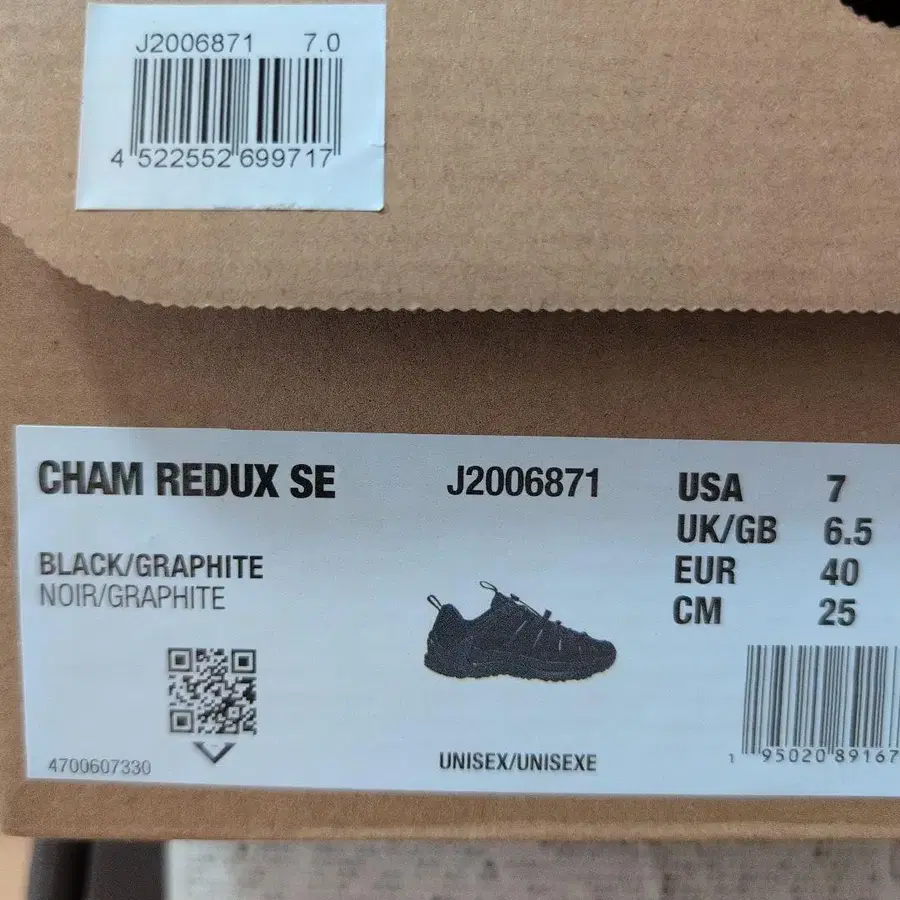 J2006871 7.0
4 522552 699717
CHAM REDUX SE
BLACK/GRAPHITE
NOIR/GRAPHITE
4700607330
J2006871
UNISEX/UNISEXE
USA 7
UK/GB 6.5
EUR 40
CM 25
1 95020 89167